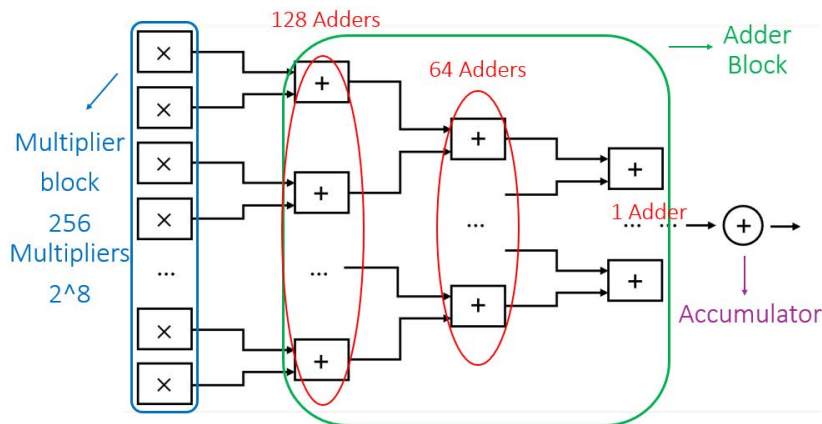 128 Adders
Adder
Block
64 Adders
Multiplier
block
256
Multipliers
2^8
×
×
×
×
...
×
×
+
+
...
+
+
...
+
+
1 Adder
... ...
+
+
Accumulator